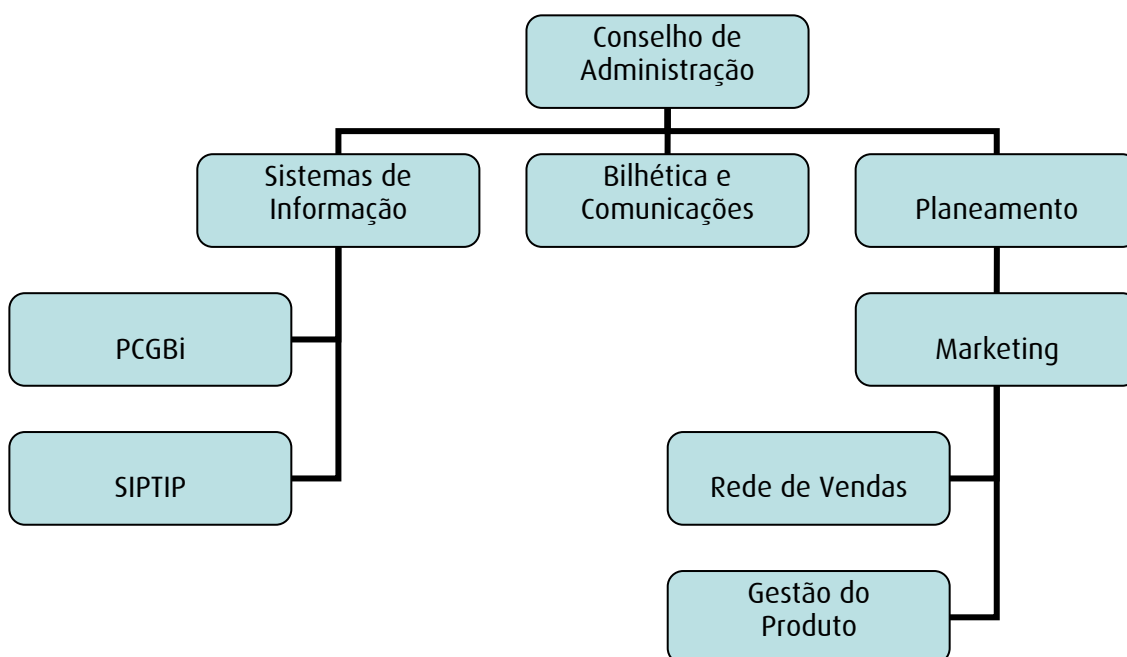 Conselho de
Administração
Sistemas de
Informação
Bilhética e
Comunicações
Planeamento
PCGBi
Marketing
SIPTIP
Rede de Vendas
Gestão do
Produto